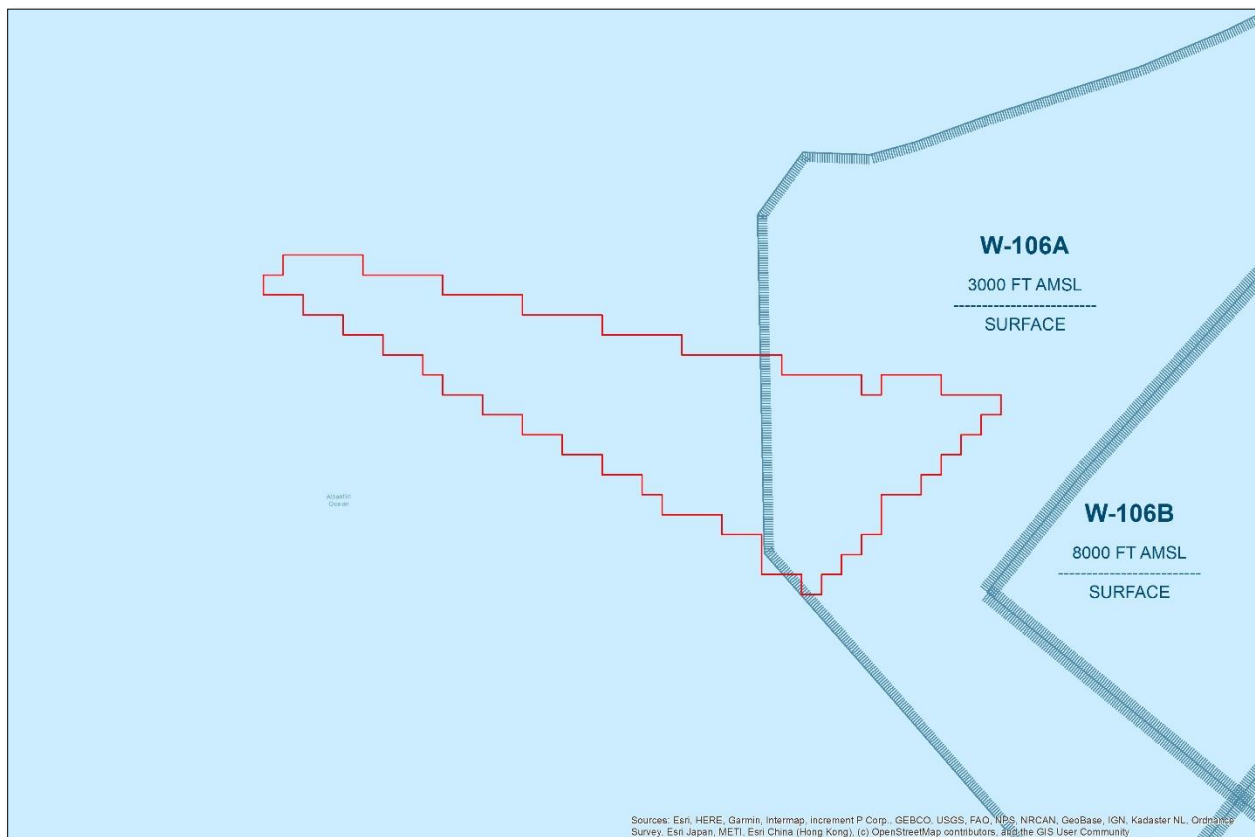 W-106A
3000 FT AMSL
--------------------------
SURFACE
Atlantic
Ocean
W-106B
8000 FT AMSL
--------------------------
SURFACE
Sources: Esri, HERE, Garmin, Intermap, increment P Corp., GEBCO, USGS, FAO, NPS, NRCAN, GeoBase, IGN, Kadaster NL, Ordnance
Survey, Esri Japan, METI, Esri China (Hong Kong), (c) OpenStreetMap contributors, and the GIS User Community